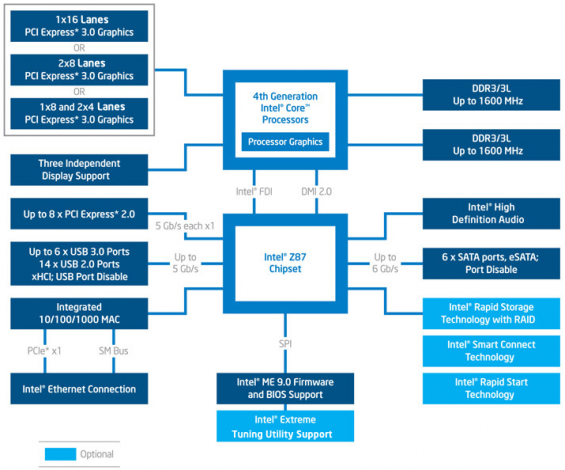 1x16 Lanes
PCI Express* 3.0 Graphics
OR
2x8 Lanes
PCI Express* 3.0 Graphics
OR
1x8 and 2x4 Lanes
PCI Express* 3.0 Graphics
4th Generation
Intel® Core™
Processors
Processor Graphics
DDR3/3L
Up to 1600 MHz
DDR3/3L
Up to 1600 MHz
Three Independent
Display Support
Intel® FDI
DMI 2.0
Up to 8 x PCI Express* 2.0
5 Gb/s each x1
Intel® High
Definition Audio
Up to 6 x USB 3.0 Ports
14 x USB 2.0 Ports
xHCI; USB Port Disable
Up to
5 Gb/s
Intel® Z87
Chipset
Up to
6 Gb/s
6 x SATA ports, eSATA;
Port Disable
Integrated
10/100/1000 MAC
Intel® Rapid Storage
Technology with RAID
PCIe* x1
SM Bus
SPI
Intel® Smart Connect
Technology
Intel® Ethernet Connection
Intel® ME 9.0 Firmware
and BIOS Support
Intel® Rapid Start
Technology
Intel® Extreme
Tuning Utility Support
Optional